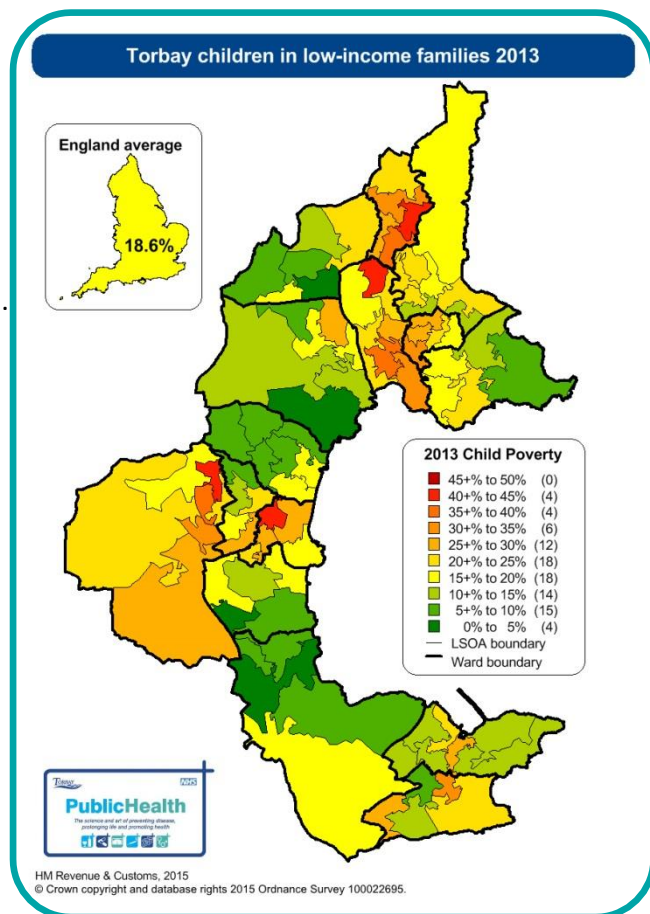 Torbay children in low-income families 2013
England average
18.6%
.
2013 Child Poverty
45+% to 50% (0)
40+% to 45% (4)
35+% to 40% (4)
30+% to 35% (6)
25+% to 30% (12)
20+% to 25% (18)
15+% to 20% (18)
10+% to 15% (14)
5+% to 10% (15)
0% to 5% (4)
LSOA boundary
Ward boundary
Torbay
NHS
PublicHealth
The science and art of preventing disease,
prolonging life and promoting health
HM Revenue & Customs, 2015
© Crown copyright and database rights 2015 Ordnance Survey 100022695.